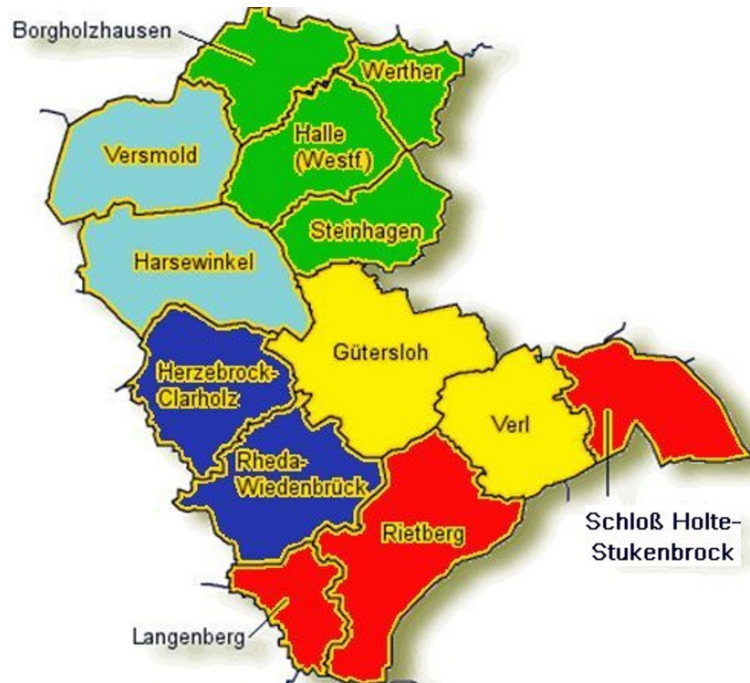 Borgholzhausen
Werther
Halle
(Westf.)
Versmold
Steinhagen
Harsewinkel
Gütersloh
Herzebrock-
Clarholz
Verl
Rheda-
Wiedenbrück
Schloß Holte-
Stukenbrock
Rietberg
Langenberg